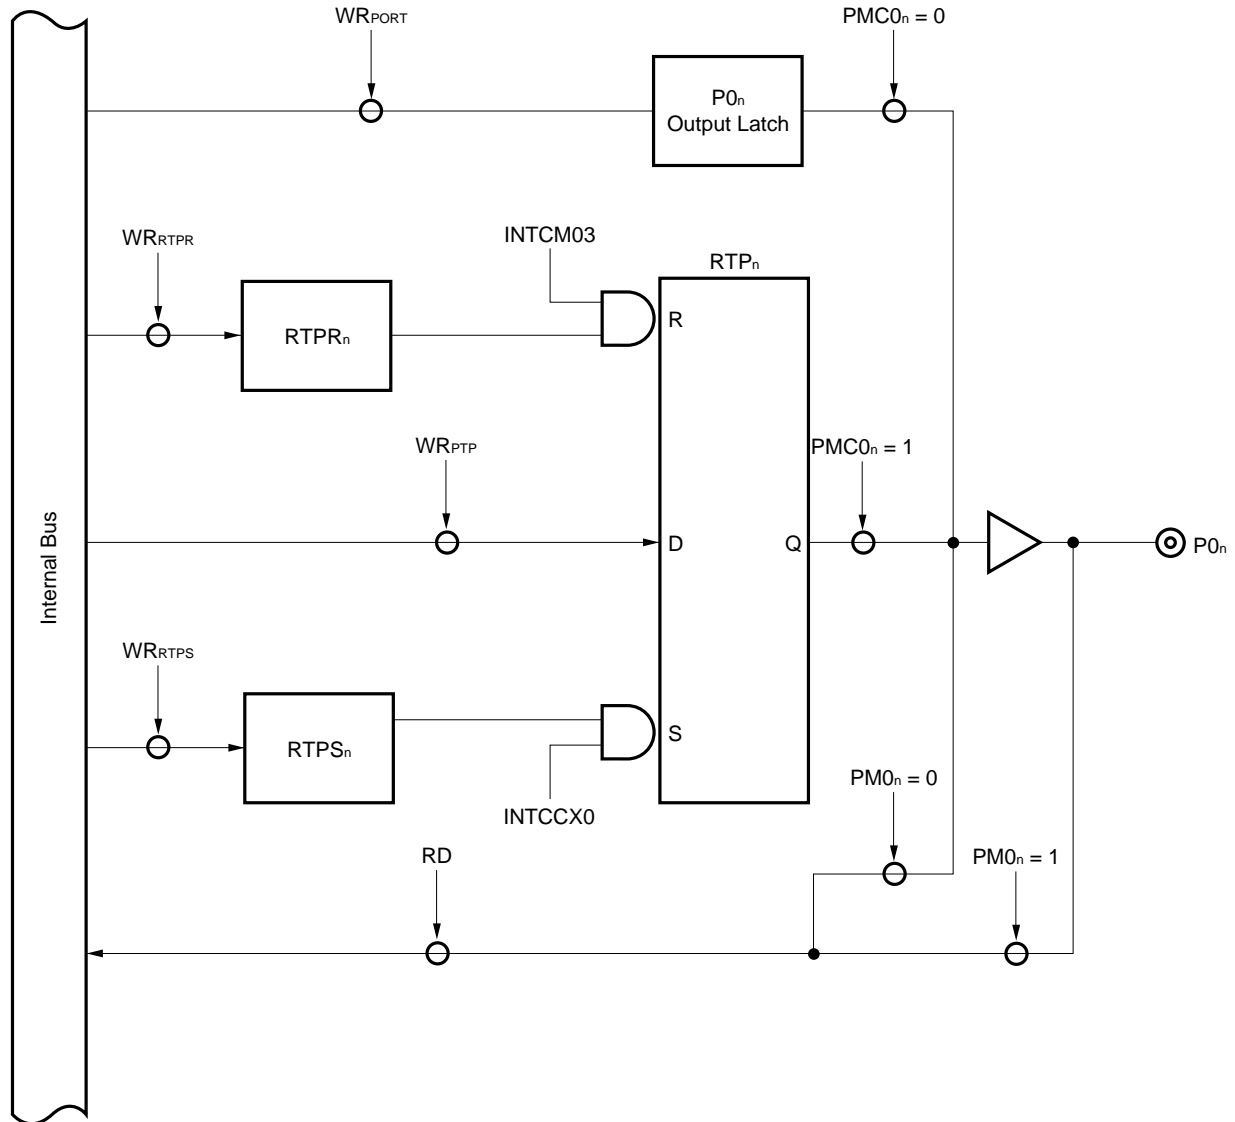 WRPORT
PMC0n = 0
P0n
Output Latch
WRRTPR
INTCM03
RTPn
RTPRn
R
WRPTP
PMC0n = 1
Internal Bus
D
Q
P0n
WRRTPS
RTPSn
S
INTCCX0
PM0n = 0
RD
PM0n = 1